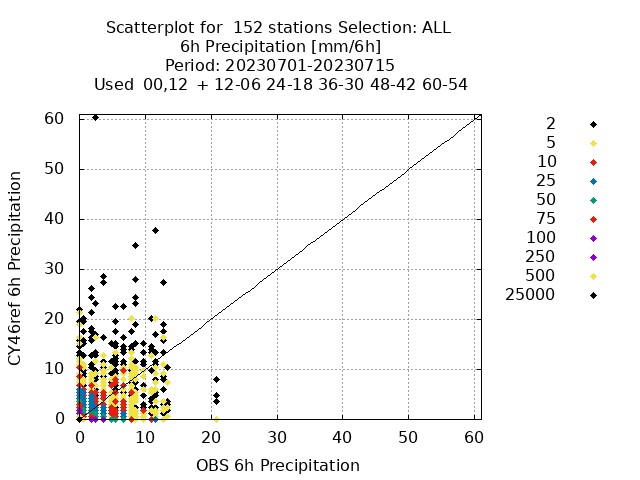 Scatterplot for  152 stations Selection: ALL
6h Precipitation [mm/6h]
Period: 20230701-20230715
Used  00,12  + 12-06 24-18 36-30 48-42 60-54
CY46ref 6h Precipitation
60
50
40
30
20
10
0
0 10 20 30 40 50 60
OBS 6h Precipitation
2
5
10
25
50
75
100
250
500
25000